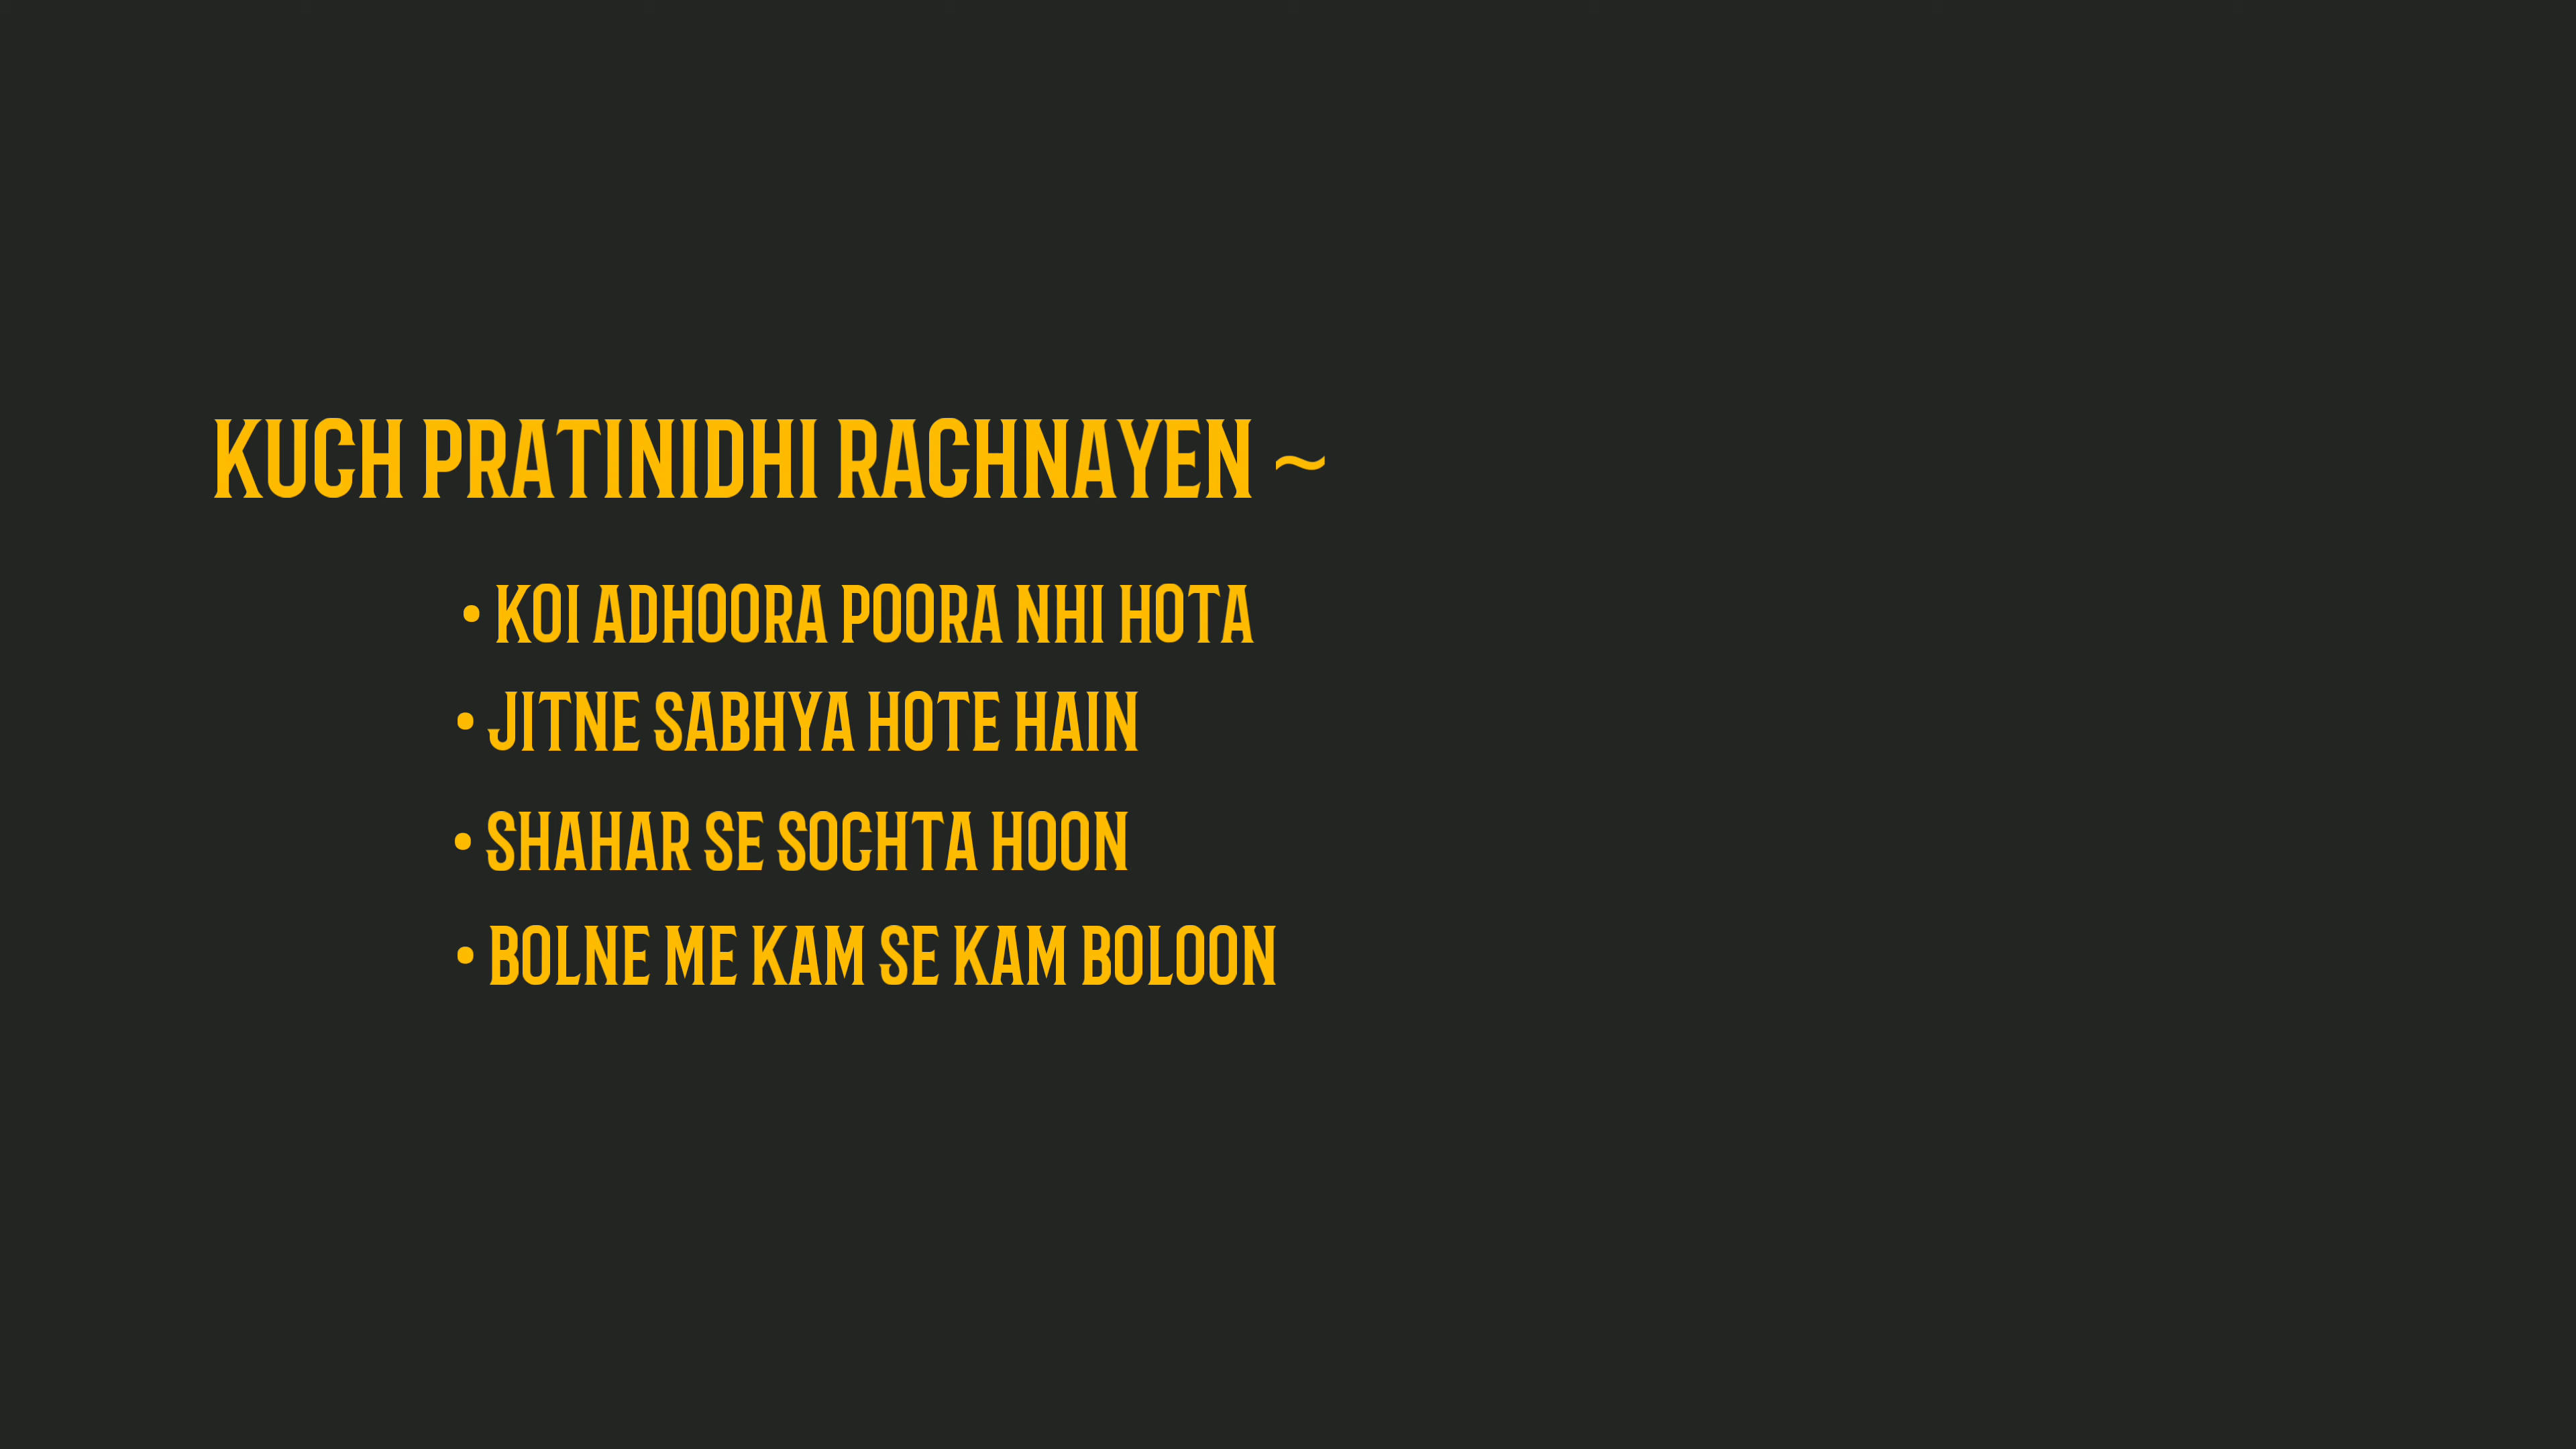 KUCH PRATINIDHI RACHNAYEN ~
• KOI ADHOORA POORA NHI HOTA
• JITNE SABHYA HOTE HAIN
• SHAHAR SE SOCHTA HOON
• BOLNE ME KAM SE KAM BOLOON